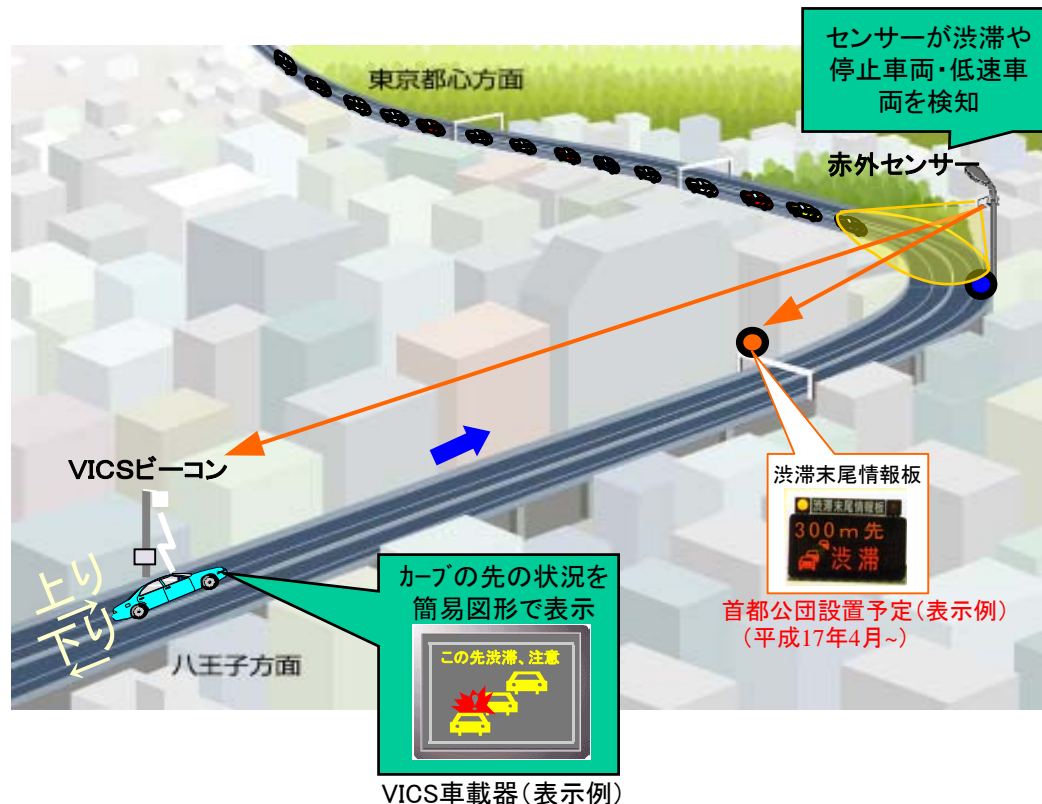 センサーが渋滞や
停止車両・低速車
両を検知
東京都心方面
赤外センサー
VICSビーコン
渋滞末尾情報板
渋滞末尾情報板
300m先
渋滞
首都公団設置予定(表示例)
(平成17年4月~)
上り
下り
八王子方面
カーブの先の状況を
簡易図形で表示
この先渋滞、注意
!
VICS車載器(表示例)